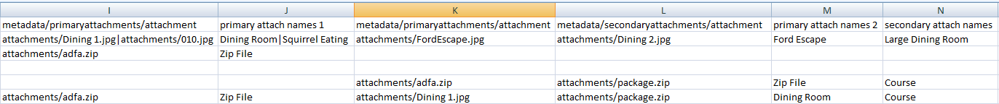 I J K L M N
metadata/primaryattachments/attachment primary attach names 1 metadata/primaryattachments/attachment metadata/secondaryattachments/attachment primary attach names 2 secondary attach names
attachments/Dining 1.jpg|attachments/010.jpg Dining Room|Squirrel Eating attachments/FordEscape.jpg attachments/Dining 2.jpg Ford Escape Large Dining Room
attachments/adfa.zip Zip File
attachments/adfa.zip attachments/package.zip Zip File Course
attachments/adfa.zip Zip File attachments/Dining 1.jpg attachments/package.zip Dining Room Course